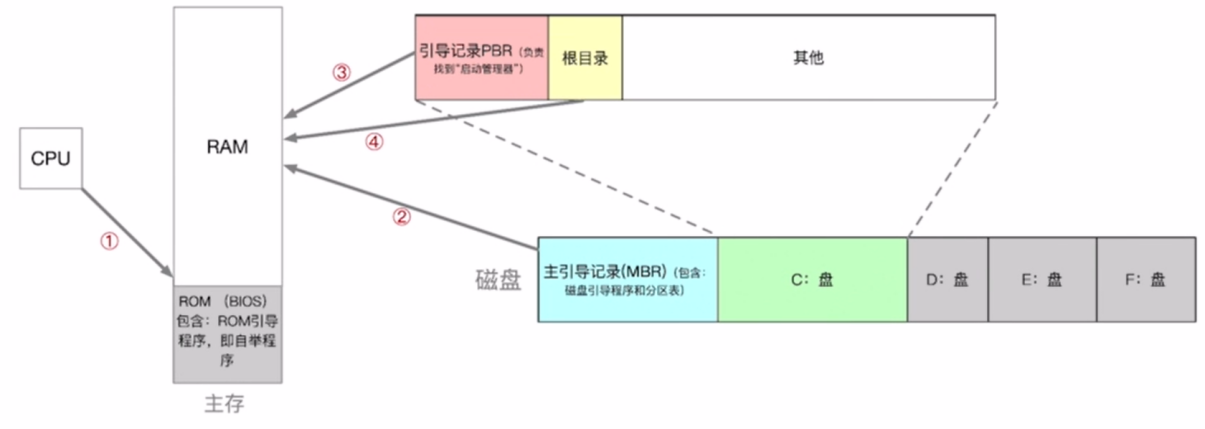 引导记录PBR（负责
找到“启动管理器”）
根目录
其他
③
④
RAM
CPU
②
①
磁盘
主引导记录(MBR)（包含：
磁盘引导程序和分区表）
C：盘
D：盘
E：盘
F：盘
ROM （BIOS）
包含：ROM引导
程序，即自举程
序
主存